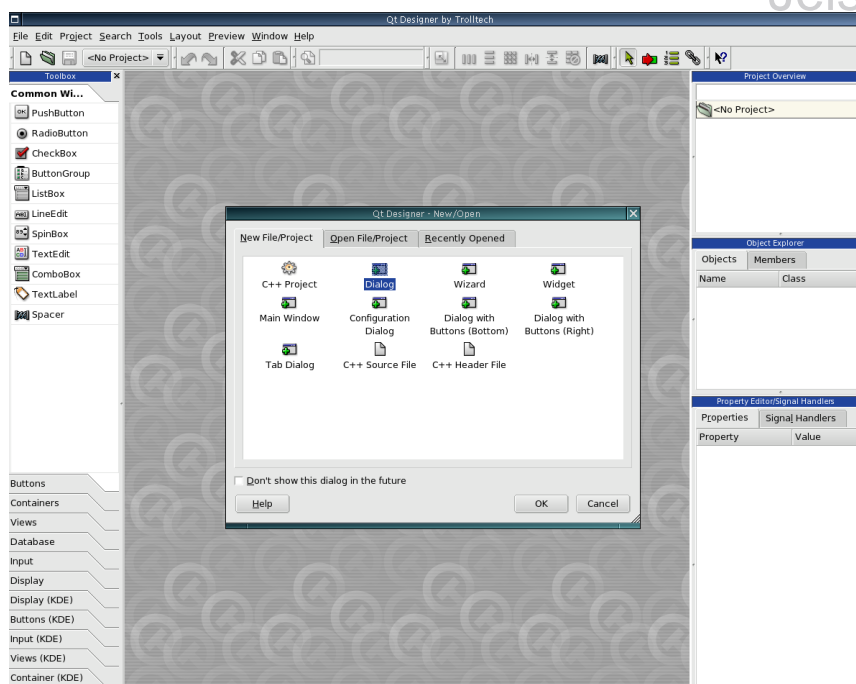 Qt Designer by Trolltech
File Edit Project Search Tools Layout Preview Window Help
<No Project>
Toolbox
Common Wi...
PushButton
RadioButton
CheckBox
ButtonGroup
ListBox
LineEdit
SpinBox
TextEdit
ComboBox
TextLabel
Spacer
Buttons
Containers
Views
Database
Input
Display
Display (KDE)
Buttons (KDE)
Input (KDE)
Views (KDE)
Container (KDE)
Qt Designer - New/Open
New File/Project Open File/Project Recently Opened
C++ Project Dialog Wizard Widget
Main Window Configuration Dialog Dialog with Buttons (Bottom) Dialog with Buttons (Right)
Tab Dialog C++ Source File C++ Header File
Don't show this dialog in the future
Help OK Cancel
Project Overview
<No Project>
Object Explorer
Objects Members
Name Class
Property Editor/Signal Handlers
Properties Signal Handlers
Property Value